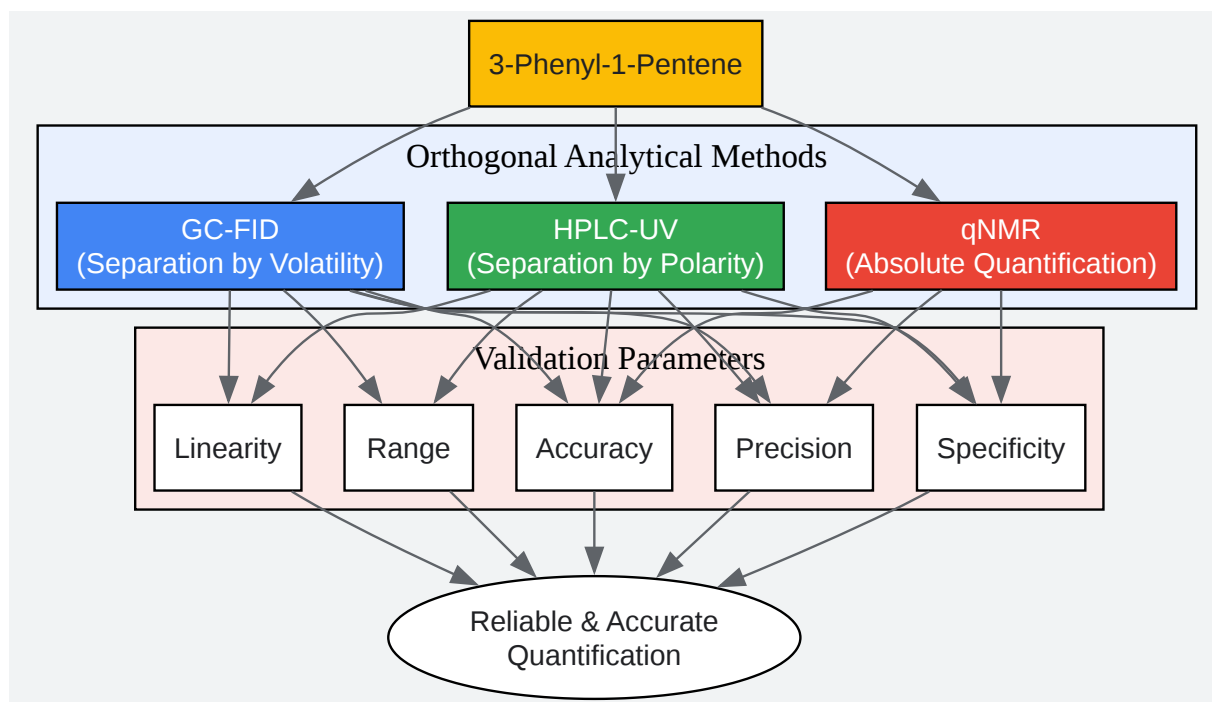 3-Phenyl-1-Pentene
Orthogonal Analytical Methods
GC-FID
(Separation by Volatility)
HPLC-UV
(Separation by Polarity)
qNMR
(Absolute Quantification)
Validation Parameters
Linearity
Range
Accuracy
Precision
Specificity
Reliable & Accurate
Quantification